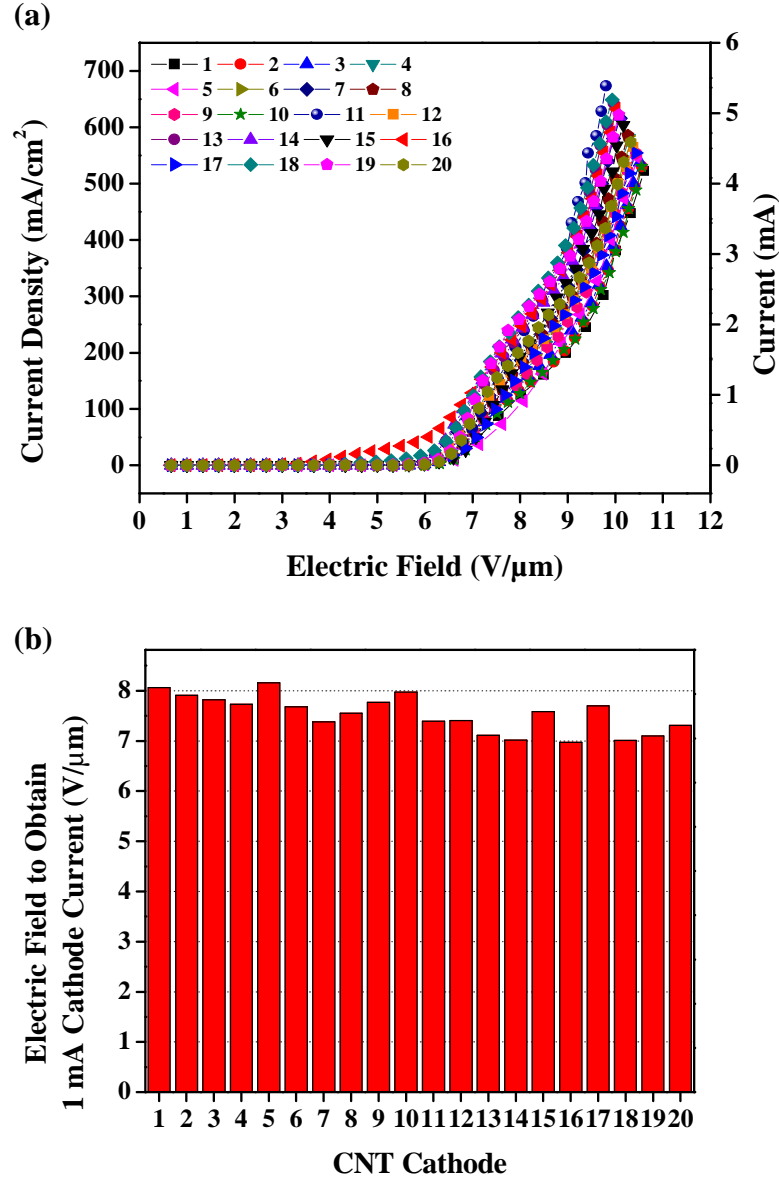 (a)
Current Density (mA/cm²)
700
600
500
400
300
200
100
0
1 2 3 4
5 6 7 8
9 10 11 12
13 14 15 16
17 18 19 20
6
5
4
3
2
1
0
Current (mA)
0 1 2 3 4 5 6 7 8 9 10 11 12
Electric Field (V/µm)
(b)
Electric Field to Obtain
1 mA Cathode Current (V/µm)
8
7
6
5
4
3
2
1
0
1 2 3 4 5 6 7 8 9 10 11 12 13 14 15 16 17 18 19 20
CNT Cathode